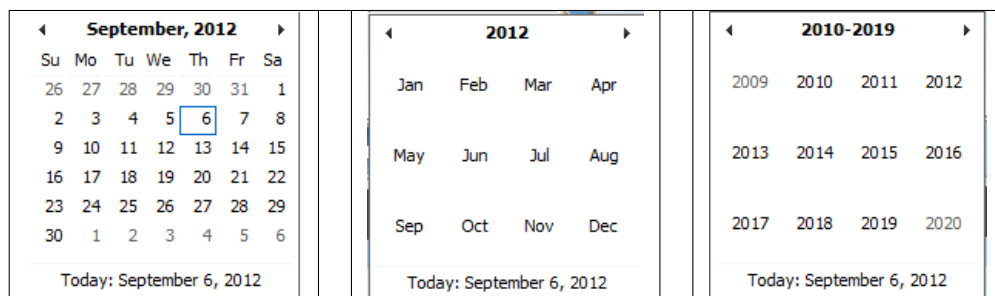 September, 2012
Su Mo Tu We Th Fr Sa
26 27 28 29 30 31 1
2 3 4 5 6 7 8
9 10 11 12 13 14 15
16 17 18 19 20 21 22
23 24 25 26 27 28 29
30 1 2 3 4 5 6
Today: September 6, 2012
2012
Jan Feb Mar Apr
May Jun Jul Aug
Sep Oct Nov Dec
Today: September 6, 2012
2010-2019
2009 2010 2011 2012
2013 2014 2015 2016
2017 2018 2019 2020
Today: September 6, 2012